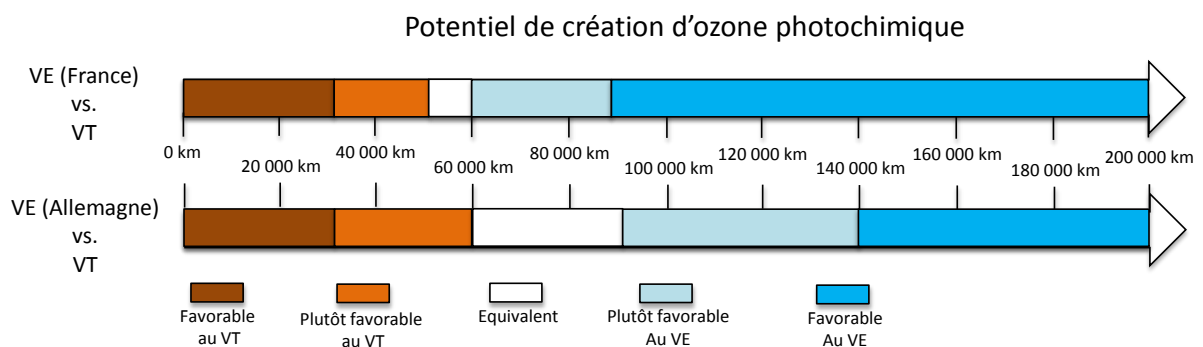 Potentiel de création d'ozone photochimique
VE (France)
vs.
VT
0 km
20 000 km
40 000 km
60 000 km
80 000 km
100 000 km
120 000 km
140 000 km
160 000 km
180 000 km
200 000 km
VE (Allemagne)
vs.
VT
Favorable
au VT
Plutôt favorable
au VT
Equivalent
Plutôt favorable
Au VE
Favorable
Au VE